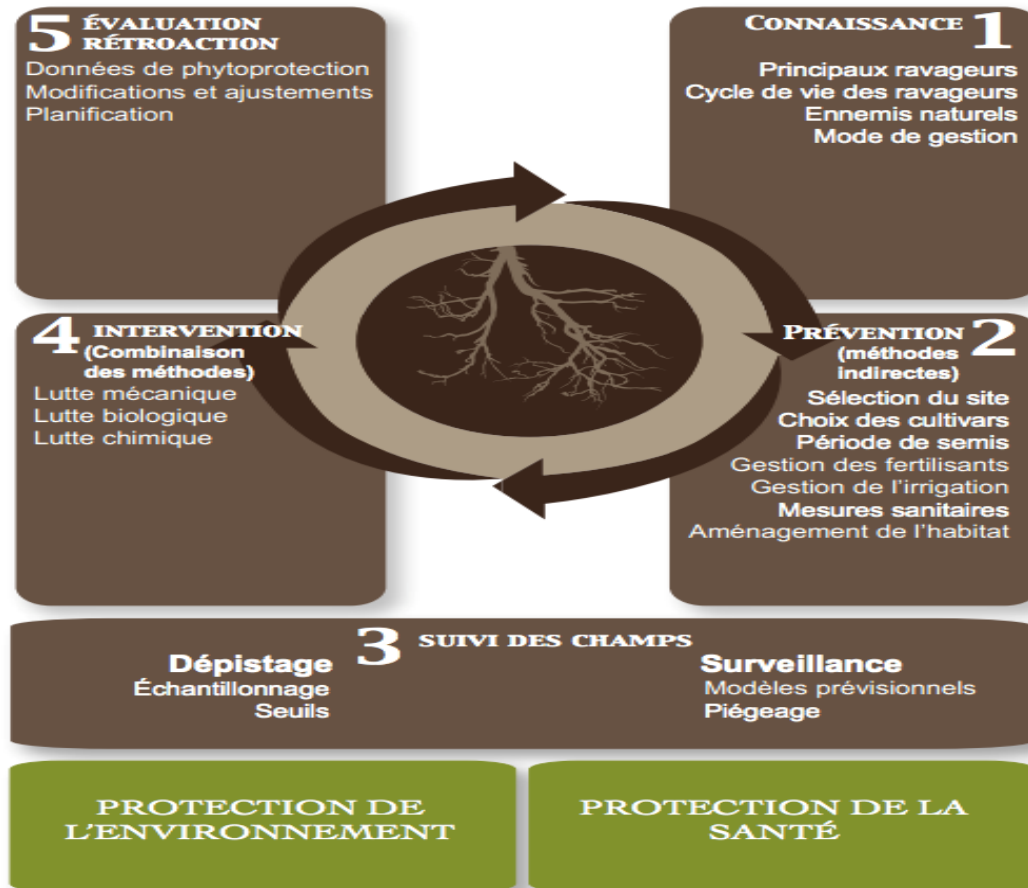 CONNAISSANCE 1
Principaux ravageurs
Cycle de vie des ravageurs
Ennemis naturels
Mode de gestion
PRÉVENTION 2
(méthodes
indirectes)
Sélection du site
Choix des cultivars
Période de semis
Gestion des fertilisants
Gestion de l'irrigation
Mesures sanitaires
Aménagement de l'habitat
3 SUIVI DES CHAMPS
Dépistage
Échantillonnage
Seuils
Surveillance
Modèles prévisionnels
Piégeage
4 INTERVENTION
(Combinaison
des méthodes)
Lutte mécanique
Lutte biologique
Lutte chimique
5 ÉVALUATION
RÉTROACTION
Données de phytoprotection
Modifications et ajustements
Planification
PROTECTION DE
L'ENVIRONNEMENT
PROTECTION DE LA
SANTÉ